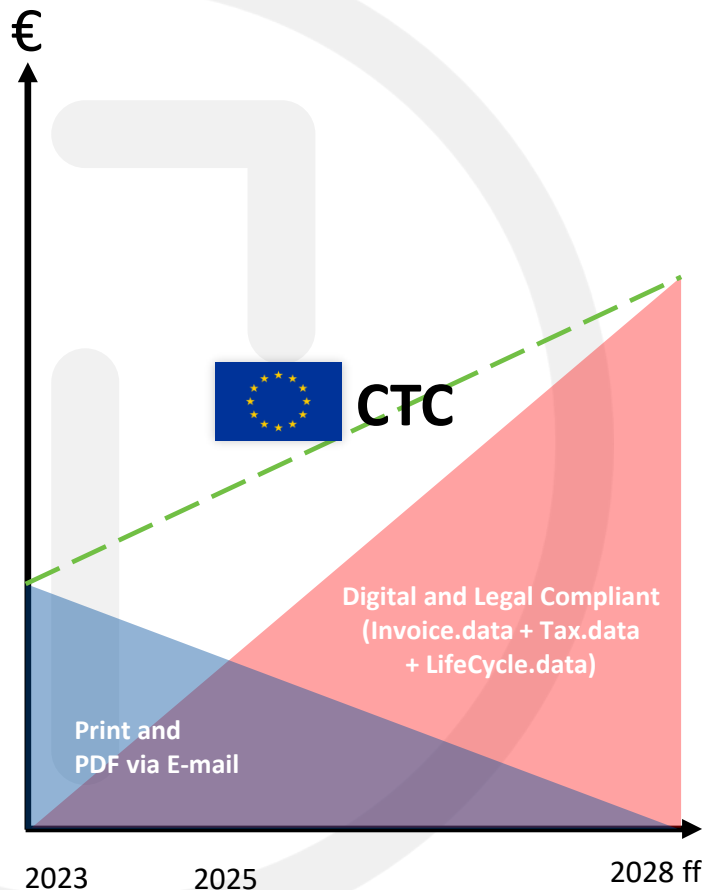 €
CTC
Digital and Legal Compliant
(Invoice.data + Tax.data
+ LifeCycle.data)
Print and
PDF via E-mail
2023
2025
2028 ff